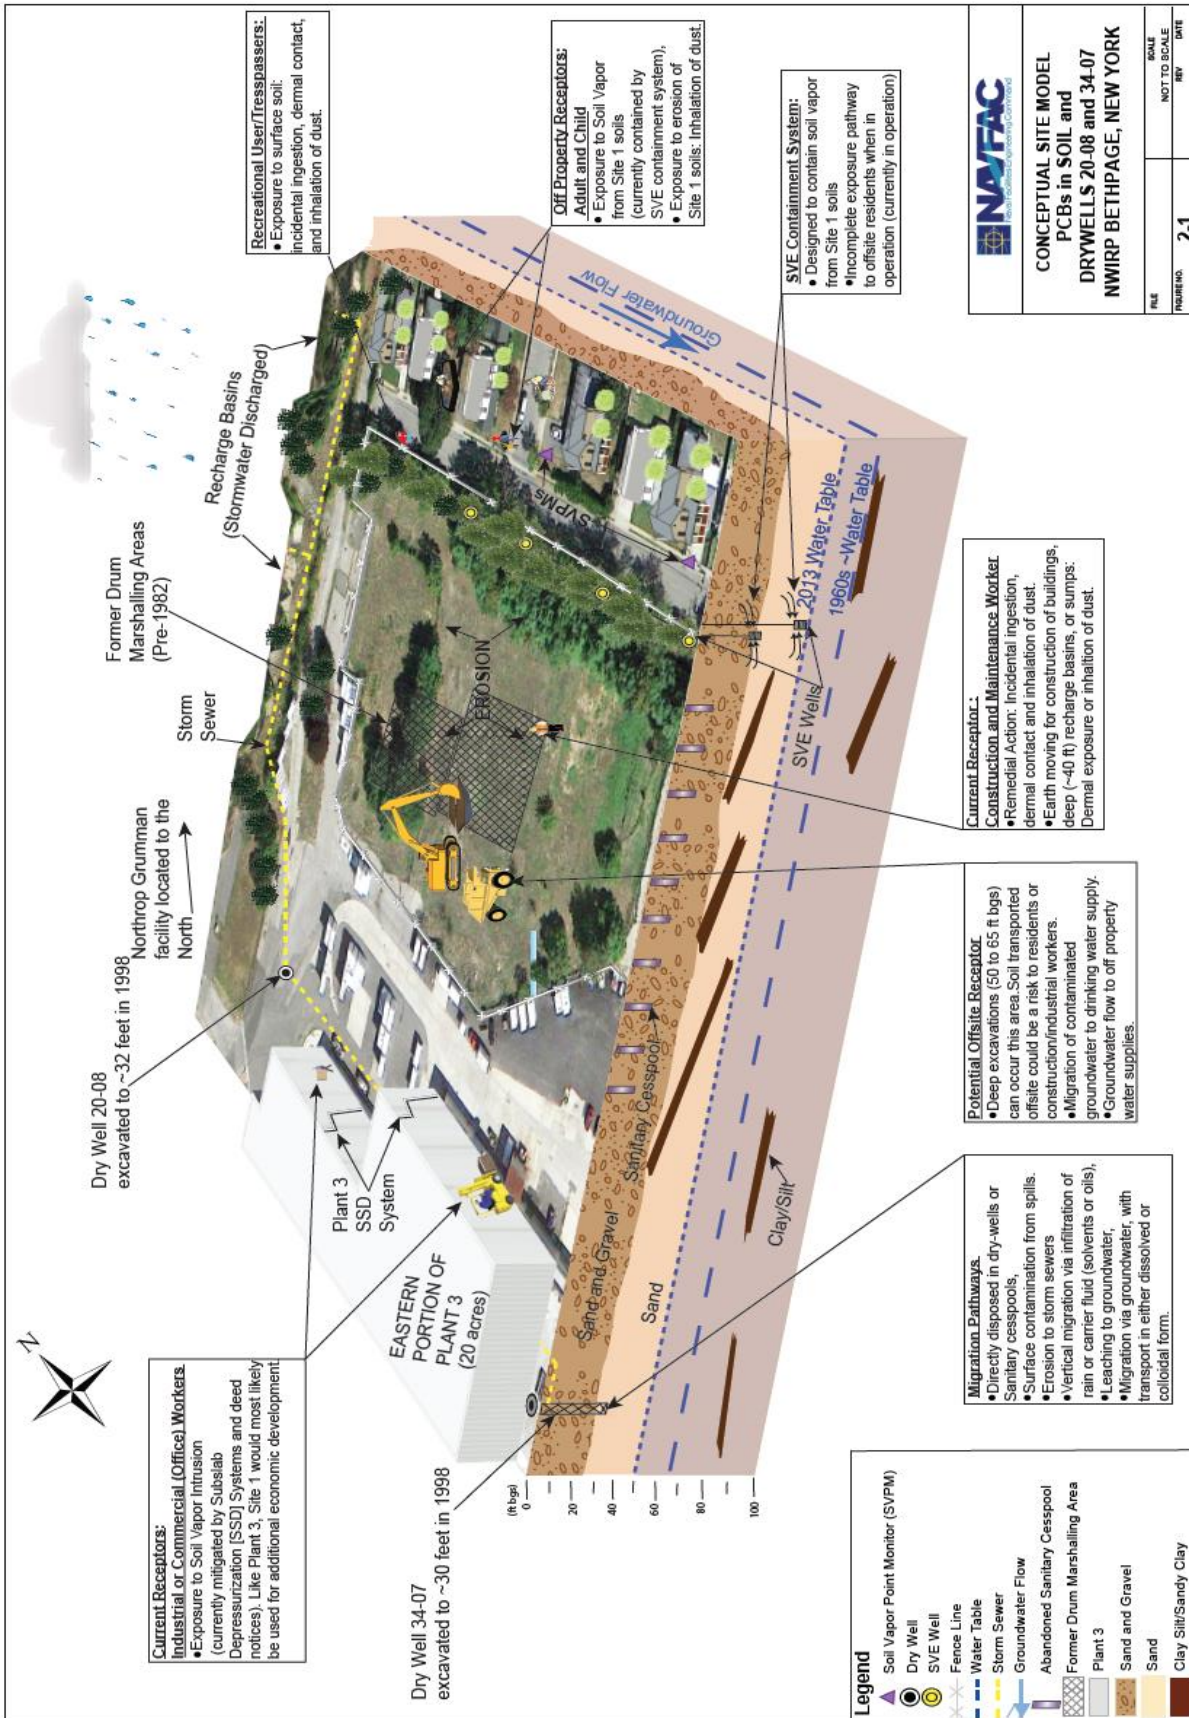 Current Receptors:
Industrial or Commercial (Office) Workers
•Exposure to Soil Vapor Intrusion
(currently mitigated by Subslab
Depressurization [SSD] Systems and deed
notices). Like Plant 3, Site 1 would most likely
be used for additional economic development.
N
Dry Well 20-08
excavated to ~32 feet in 1998
Northrop Grumman
facility located to the
North
Storm
Sewer
Former Drum
Marshalling Areas
(Pre-1982)
Recharge Basins
(Stormwater Discharged)
Recreational User/Tresspassers:
• Exposure to surface soil:
incidental ingestion, dermal contact,
and inhalation of dust.
Off Property Receptors:
Adult and Child
• Exposure to Soil Vapor
from Site 1 soils
(currently contained by
SVE containment system),
• Exposure to erosion of
Site 1 soils: Inhalation of dust.
SVE Containment System:
• Designed to contain soil vapor
from Site 1 soils
•Incomplete exposure pathway
to offsite residents when in
operation (currently in operation)
Plant 3
SSD
System
EASTERN
PORTION OF
PLANT 3
(20 acres)
EROSION
SVPMs
Groundwater Flow
Dry Well 34-07
excavated to ~30 feet in 1998
(ft bgs)
0
20
40
60
80
100
Sand and Gravel
Sanitary Cesspool
Sand
Clay/Silt
SVE Wells
2013 Water Table
1960s ~Water Table
Legend
Soil Vapor Point Monitor (SVPM)
Dry Well
SVE Well
Fence Line
Water Table
Storm Sewer
Groundwater Flow
Abandoned Sanitary Cesspool
Former Drum Marshalling Area
Plant 3
Sand and Gravel
Sand
Clay Silt/Sandy Clay
Migration Pathways
•Directly disposed in dry-wells or
Sanitary cesspools,
•Surface contamination from spills.
•Erosion to storm sewers
•Vertical migration via infiltration of
rain or carrier fluid (solvents or oils),
•Leaching to groundwater,
•Migration via groundwater, with
transport in either dissolved or
colloidal form.
Potential Offsite Receptor
•Deep excavations (50 to 65 ft bgs)
can occur this area.Soil transported
offsite could be a risk to residents or
construction/industrial workers.
•Migration of contaminated
groundwater to drinking water supply.
•Groundwater flow to off property
water supplies.
Current Receptor :
Construction and Maintenance Worker
•Remedial Action: Incidental ingestion,
dermal contact and inhalation of dust.
•Earth moving for construction of buildings,
deep (~40 ft) recharge basins, or sumps:
Dermal exposure or inhaltion of dust.
NAVFAC
Naval Facilities Engineering Command
CONCEPTUAL SITE MODEL
PCBs in SOIL and
DRYWELLS 20-08 and 34-07
NWIRP BETHPAGE, NEW YORK
FILE
SCALE
NOT TO SCALE
FIGURE NO.
2-1
REV
DATE